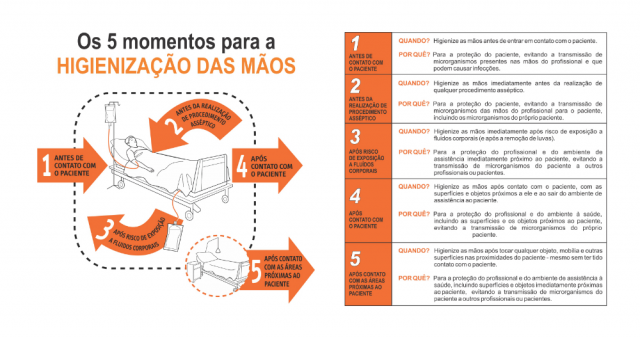 Os 5 momentos para a
HIGIENIZAÇÃO DAS MÃOS
1
ANTES DE
CONTATO COM
O PACIENTE
2
ANTES DA REALIZAÇÃO
DE PROCEDIMENTO
ASSÉPTICO
3
APÓS RISCO DE EXPOSIÇÃO
A FLUIDOS CORPORAIS
4
APÓS
CONTATO COM
O PACIENTE
5
APÓS CONTATO
COM AS ÁREAS
PRÓXIMAS AO
PACIENTE
1
ANTES DE
CONTATO COM
O PACIENTE
QUANDO? Higienize as mãos antes de entrar em contato com o paciente.
POR QUÊ? Para a proteção do paciente, evitando a transmissão de
microrganismos presentes nas mãos do profissional e que
podem causar infecções.
2
ANTES DA
REALIZAÇÃO DE
PROCEDIMENTO
ASSÉPTICO
QUANDO? Higienize as mãos imediatamente antes da realização de
qualquer procedimento asséptico.
POR QUÊ? Para a proteção do paciente, evitando a transmissão de
microrganismos das mãos do profissional para o paciente,
incluindo os microrganismos do próprio paciente.
3
APÓS RISCO
DE EXPOSIÇÃO
A FLUIDOS
CORPORAIS
QUANDO? Higienize as mãos imediatamente após risco de exposição a
fluidos corporais (e após a remoção de luvas).
POR QUÊ? Para a proteção do profissional e do ambiente de
assistência imediatamente próximo ao paciente, evitando a
transmissão de microrganismos do paciente a outros
profissionais ou pacientes.
4
APÓS
CONTATO COM
O PACIENTE
QUANDO? Higienize as mãos após contato com o paciente, com as
superfícies e objetos próximos a ele e ao sair do ambiente de
assistência ao paciente.
POR QUÊ? Para a proteção do profissional e do ambiente à saúde,
incluindo as superfícies e os objetos próximos ao paciente,
evitando a transmissão de microrganismos do próprio
paciente.
5
APÓS CONTATO
COM AS ÁREAS
PRÓXIMAS AO
PACIENTE
QUANDO? Higienize as mãos após tocar qualquer objeto, mobília e outras
superfícies nas proximidades do paciente - mesmo sem ter tido
contato com o paciente.
POR QUÊ? Para a proteção do profissional e do ambiente de assistência à
saúde, incluindo superfícies e objetos imediatamente próximas
ao paciente, evitando a transmissão de microrganismos do
paciente a outros profissionais ou pacientes.